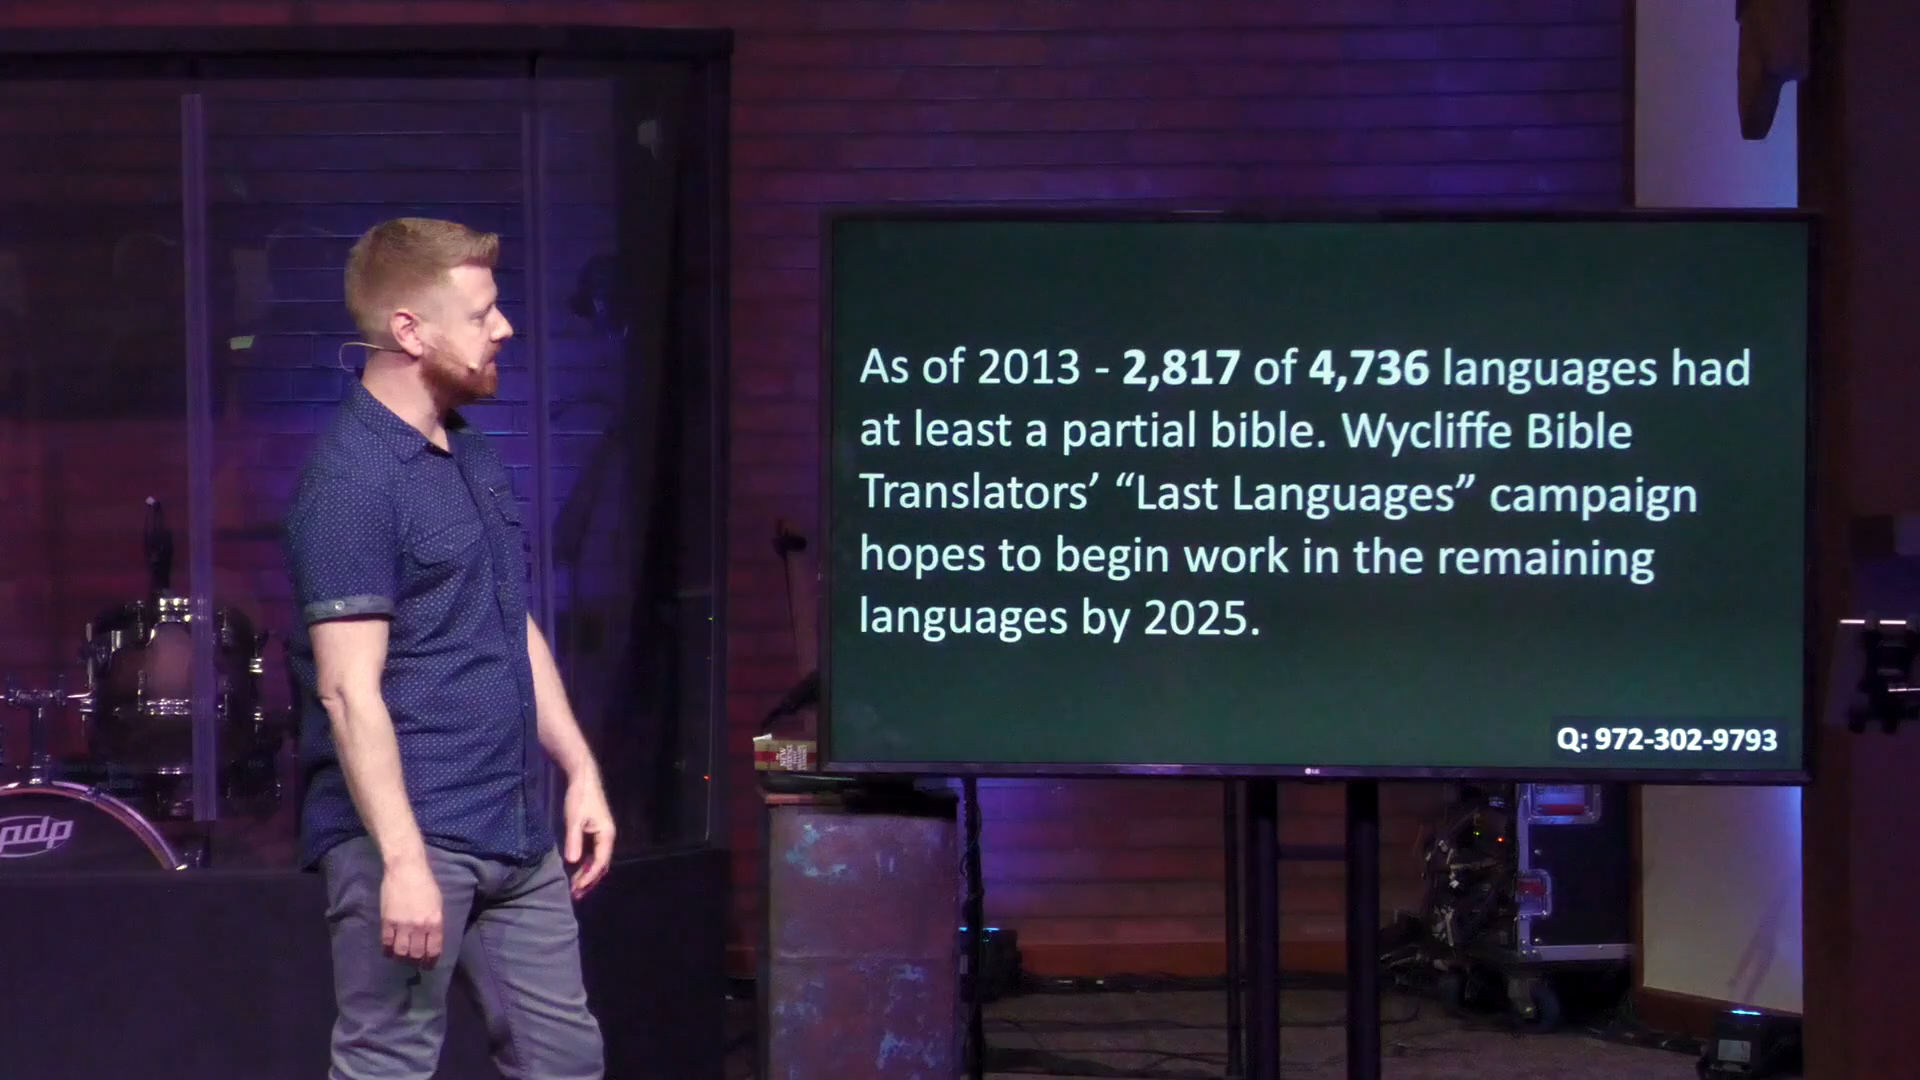 As of 2013 - 2,817 of 4,736 languages had
at least a partial bible. Wycliffe Bible
Translators’ “Last Languages” campaign
hopes to begin work in the remaining
languages by 2025.
Q: 972-302-9793
LG
pdp